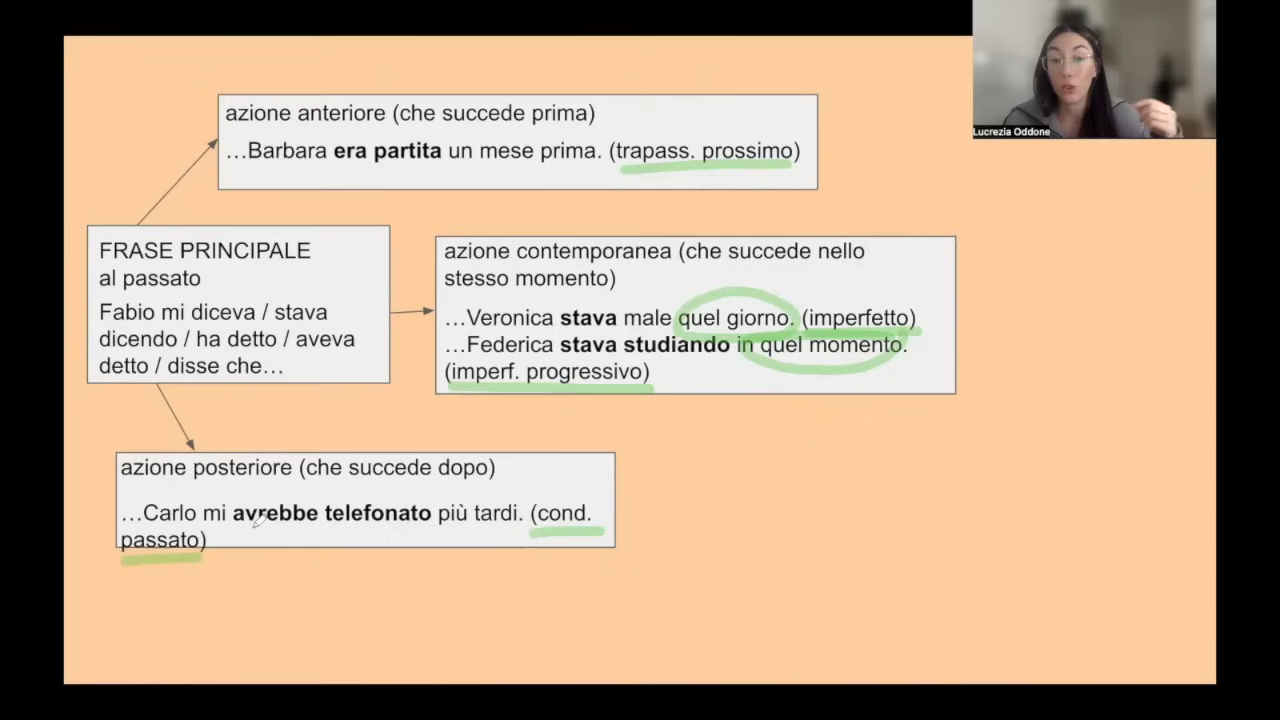 azione anteriore (che succede prima)
…Barbara era partita un mese prima. (trapass. prossimo)
FRASE PRINCIPALE
al passato
Fabio mi diceva / stava
dicendo / ha detto / aveva
detto / disse che…
azione contemporanea (che succede nello
stesso momento)
…Veronica stava male quel giorno. (imperfetto)
…Federica stava studiando in quel momento.
(imperf. progressivo)
azione posteriore (che succede dopo)
…Carlo mi avrebbe telefonato più tardi. (cond.
passato)
Lucrezia Oddone